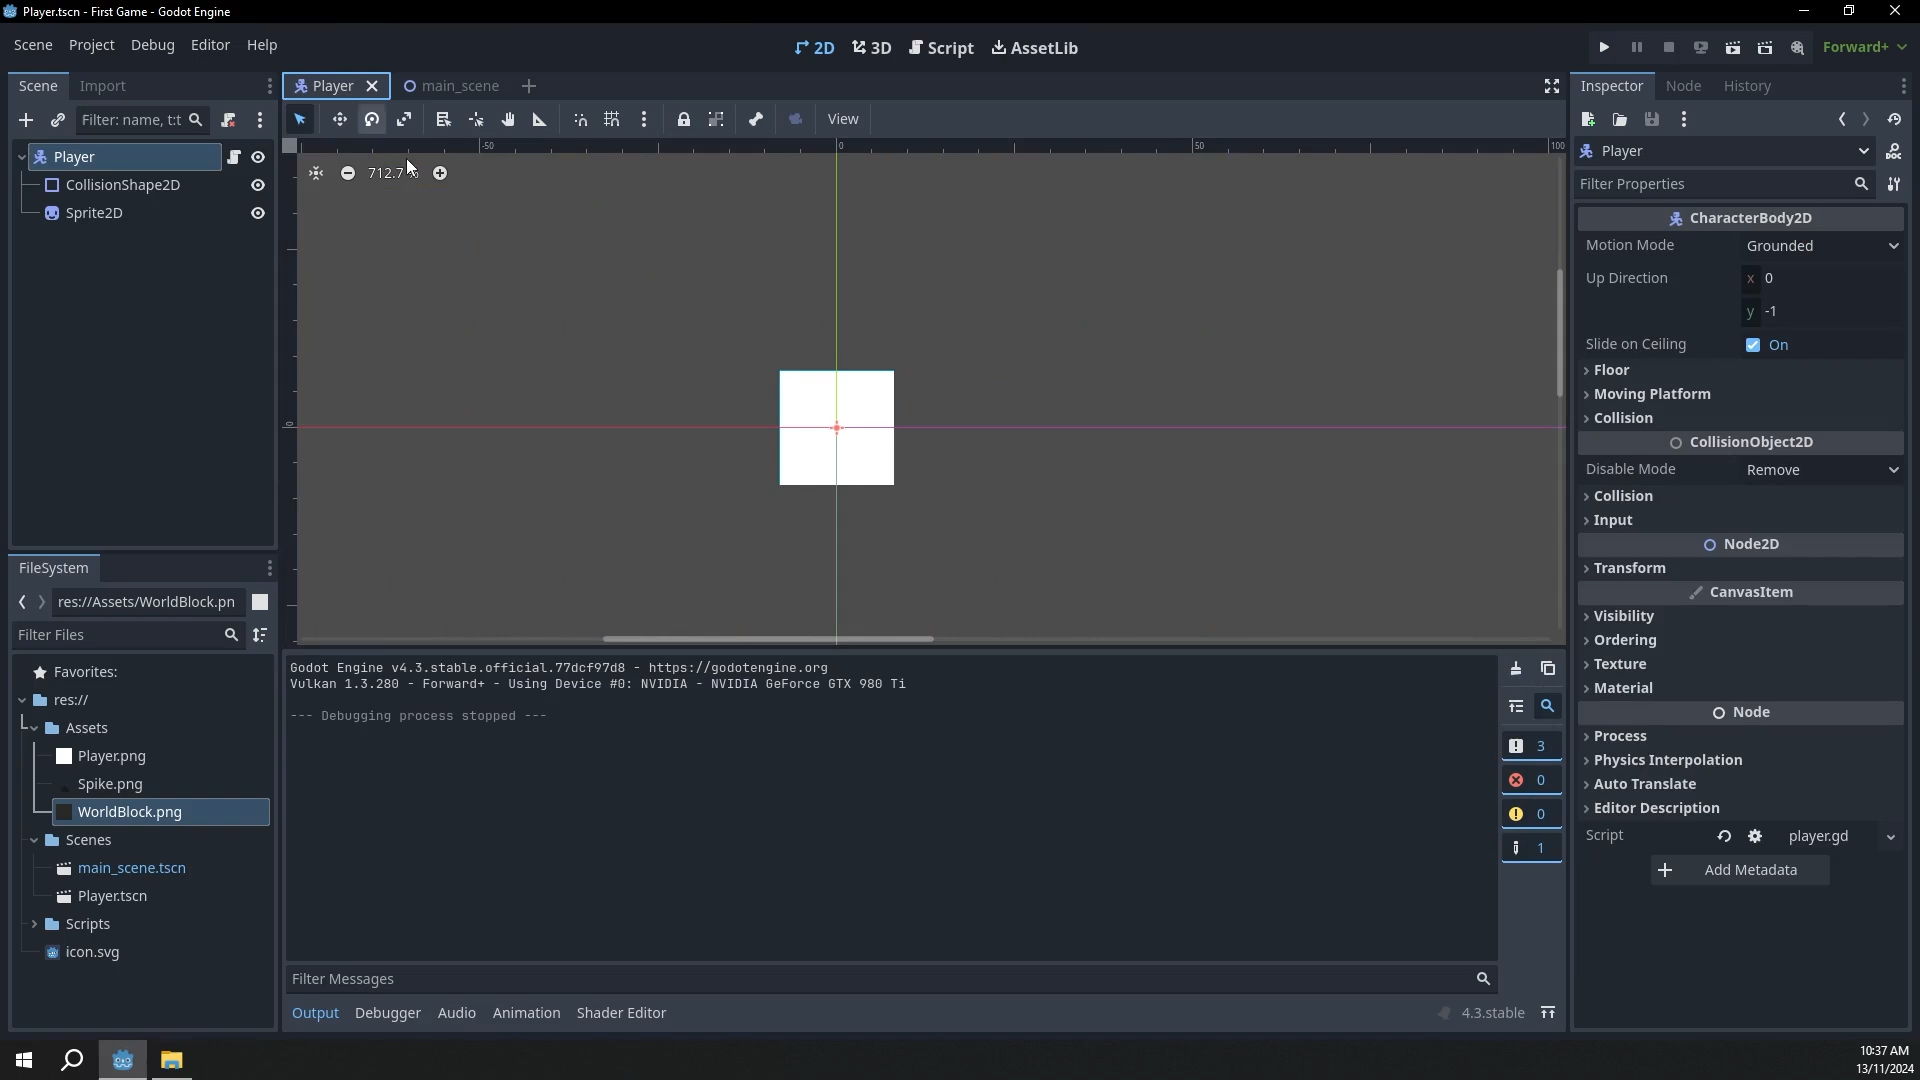 Player.tscn - First Game - Godot Engine
Scene Project Debug Editor Help
2D 3D Script AssetLib
Forward+
Scene Import
Player main_scene
Inspector Node History
Filter: name, t:t
View
Player
CollisionShape2D
Sprite2D
-50 0 50 100
712.7 %
0
Player
Filter Properties
CharacterBody2D
Motion Mode Grounded
Up Direction x 0
y -1
Slide on Ceiling On
Floor
Moving Platform
Collision
CollisionObject2D
Disable Mode Remove
Collision
Input
Node2D
Transform
CanvasItem
Visibility
Ordering
Texture
Material
Node
Process
Physics Interpolation
Auto Translate
Editor Description
Script player.gd
Add Metadata
FileSystem
res://Assets/WorldBlock.pn
Filter Files
Favorites:
res://
Assets
Player.png
Spike.png
WorldBlock.png
Scenes
main_scene.tscn
Player.tscn
Scripts
icon.svg
Godot Engine v4.3.stable.official.77dcf97d8 - https://godotengine.org
Vulkan 1.3.280 - Forward+ - Using Device #0: NVIDIA - NVIDIA GeForce GTX 980 Ti
--- Debugging process stopped ---
3
0
0
1
Filter Messages
Output Debugger Audio Animation Shader Editor
4.3.stable
10:37 AM
13/11/2024